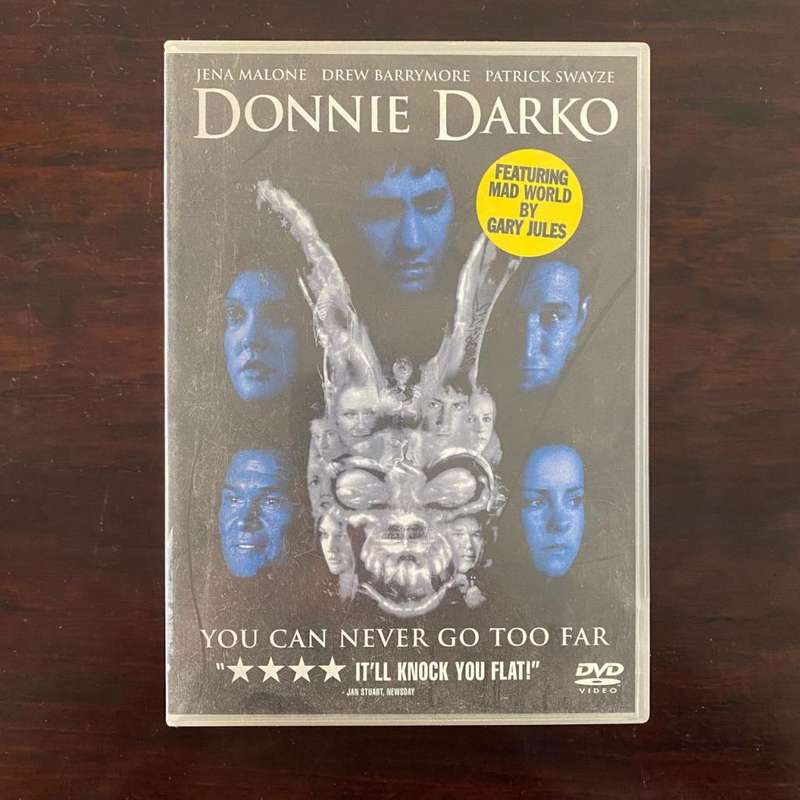 JENA MALONE DREW BARRYMORE PATRICK SWAYZE
DONNIE DARKO
FEATURING
MAD WORLD
BY
GARY JULES
YOU CAN NEVER GO TOO FAR
"★★★★ IT'LL KNOCK YOU FLAT!"
- JAN STUART, NEWSDAY
DVD
VIDEO